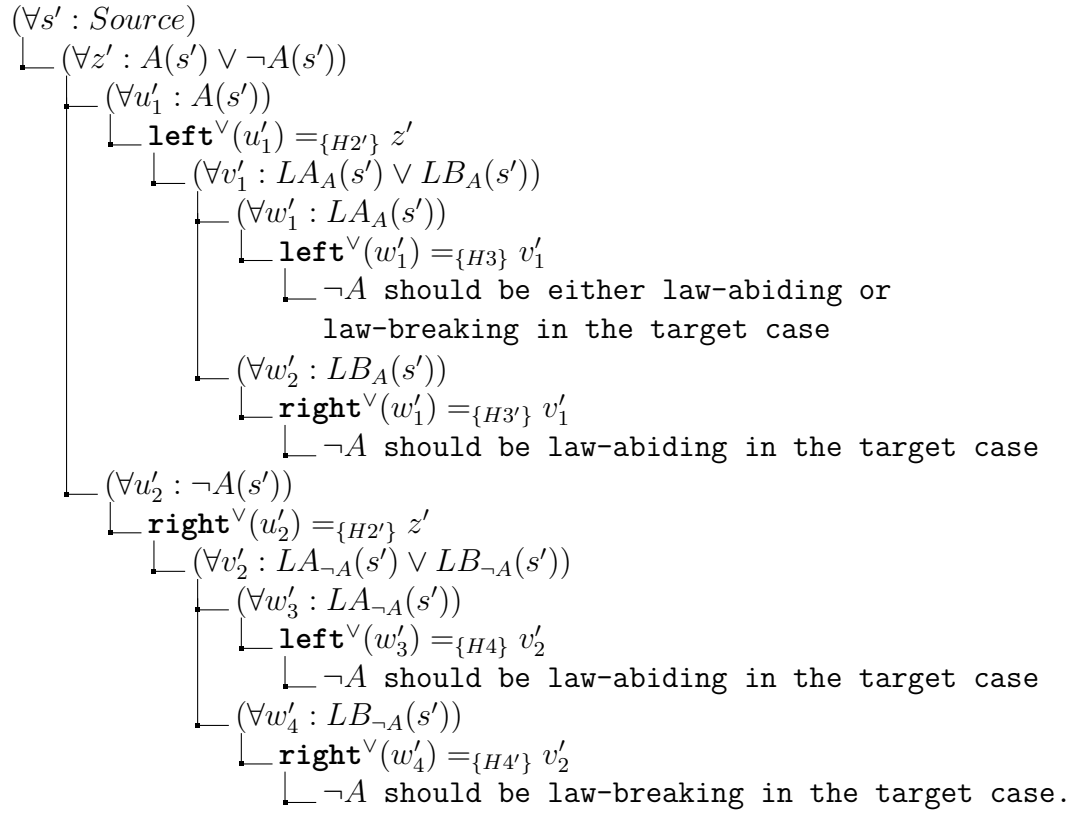 (∀s′ : Source)
(∀z′ : A(s′) ∨ ¬A(s′))
(∀u′₁ : A(s′))
left^∨(u′₁) =_{H2′} z′
(∀v′₁ : LA_A(s′) ∨ LB_A(s′))
(∀w′₁ : LA_A(s′))
left^∨(w′₁) =_{H3} v′₁
¬A should be either law-abiding or
law-breaking in the target case
(∀w′₂ : LB_A(s′))
right^∨(w′₁) =_{H3′} v′₁
¬A should be law-abiding in the target case
(∀u′₂ : ¬A(s′))
right^∨(u′₂) =_{H2′} z′
(∀v′₂ : LA_¬A(s′) ∨ LB_¬A(s′))
(∀w′₃ : LA_¬A(s′))
left^∨(w′₃) =_{H4} v′₂
¬A should be law-abiding in the target case
(∀w′₄ : LB_¬A(s′))
right^∨(w′₄) =_{H4′} v′₂
¬A should be law-breaking in the target case.